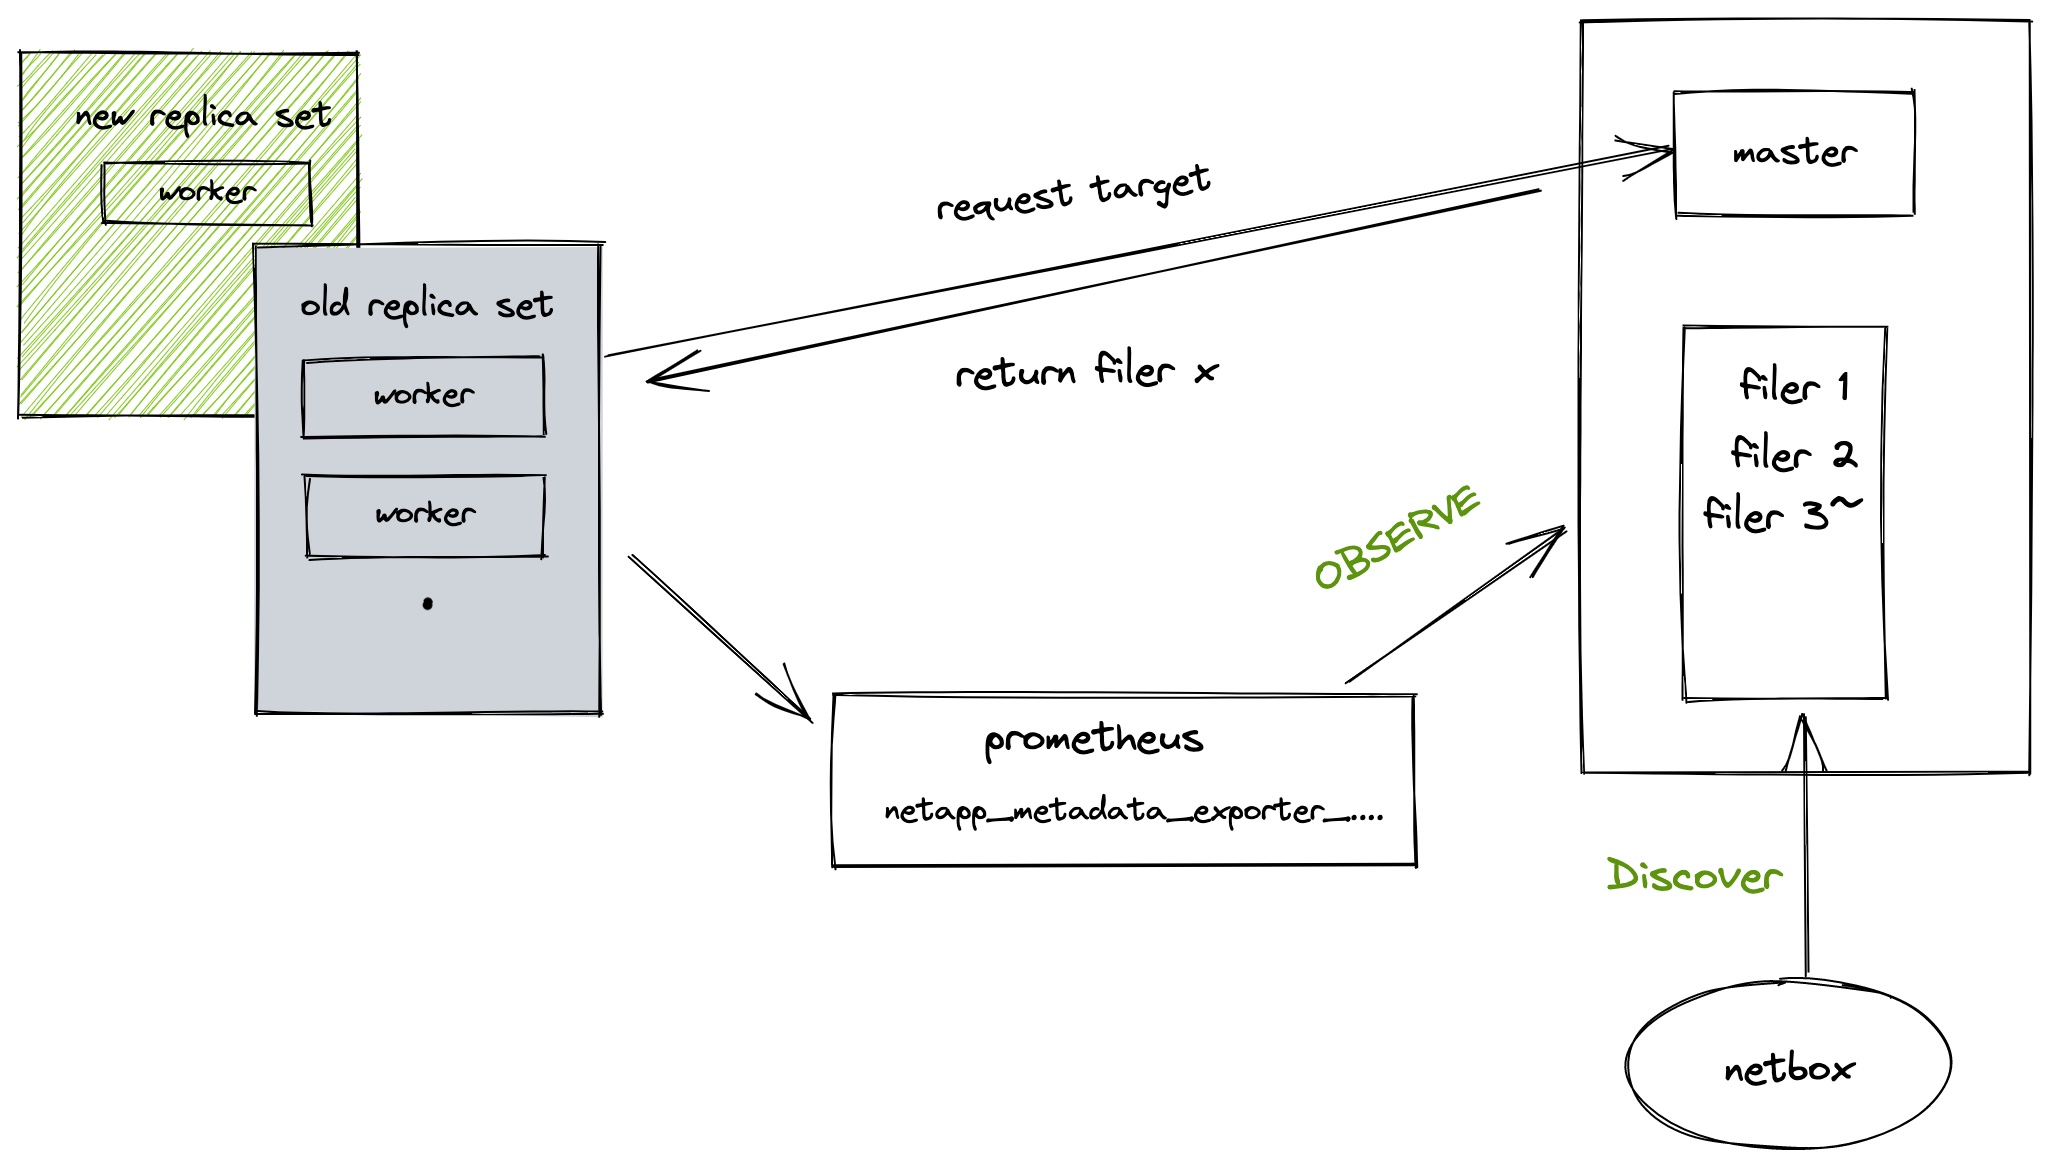 new replica set
worker
old replica set
worker
worker
request target
return filer x
master
filer 1
filer 2
filer 3~
OBSERVE
prometheus
netapp_metadata_exporter_....
Discover
netbox